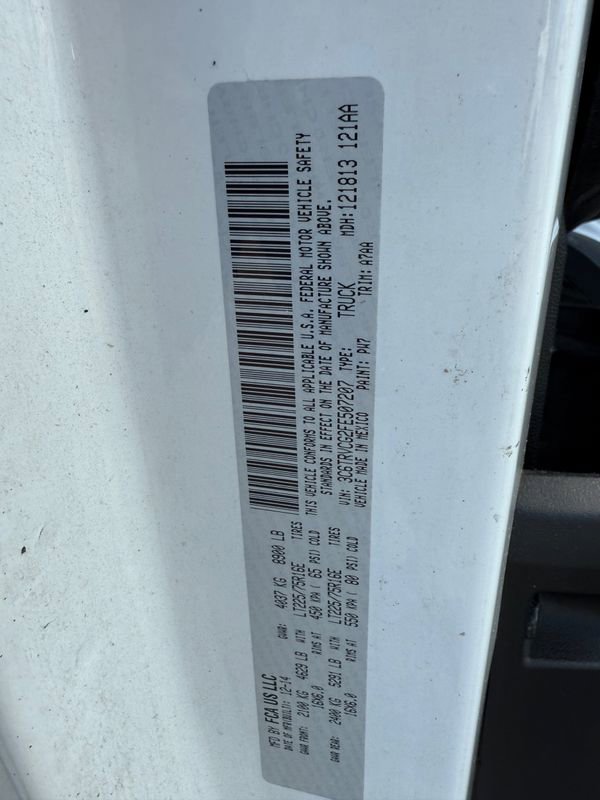 MFD BY FCA US LLC
DATE OF MFR(BUILT): 12-14 GVWR: 4037 KG 8900 LB
GAWR FRONT: 2100 KG 4629 LB WITH LT225/75R16E TIRES
16X6.0 RIMS AT 450 KPA ( 65 PSI) COLD
GAWR REAR: 2400 KG 5291 LB WITH LT225/75R16E TIRES
16X6.0 RIMS AT 550 KPA ( 80 PSI) COLD
THIS VEHICLE CONFORMS TO ALL APPLICABLE U.S.A. FEDERAL MOTOR VEHICLE SAFETY
STANDARDS IN EFFECT ON THE DATE OF MANUFACTURE SHOWN ABOVE.
VIN: 3C6TRVCG2FE507207 TYPE: TRUCK MDH:121813 121AA
VEHICLE MADE IN MEXICO PAINT: PW7 TRIM: A7AA